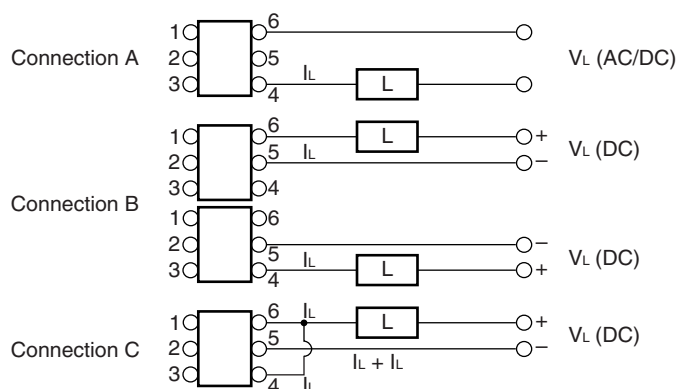 Connection A
1 6
2 5
3 4
IL L
VL (AC/DC)
Connection B
1 6
2 5
3 4
L
IL
+
−
VL (DC)
1 6
2 5
3 4
IL L
−
+
VL (DC)
Connection C
1 6
2 5
3 4
IL L
IL + IL
IL
+
−
VL (DC)